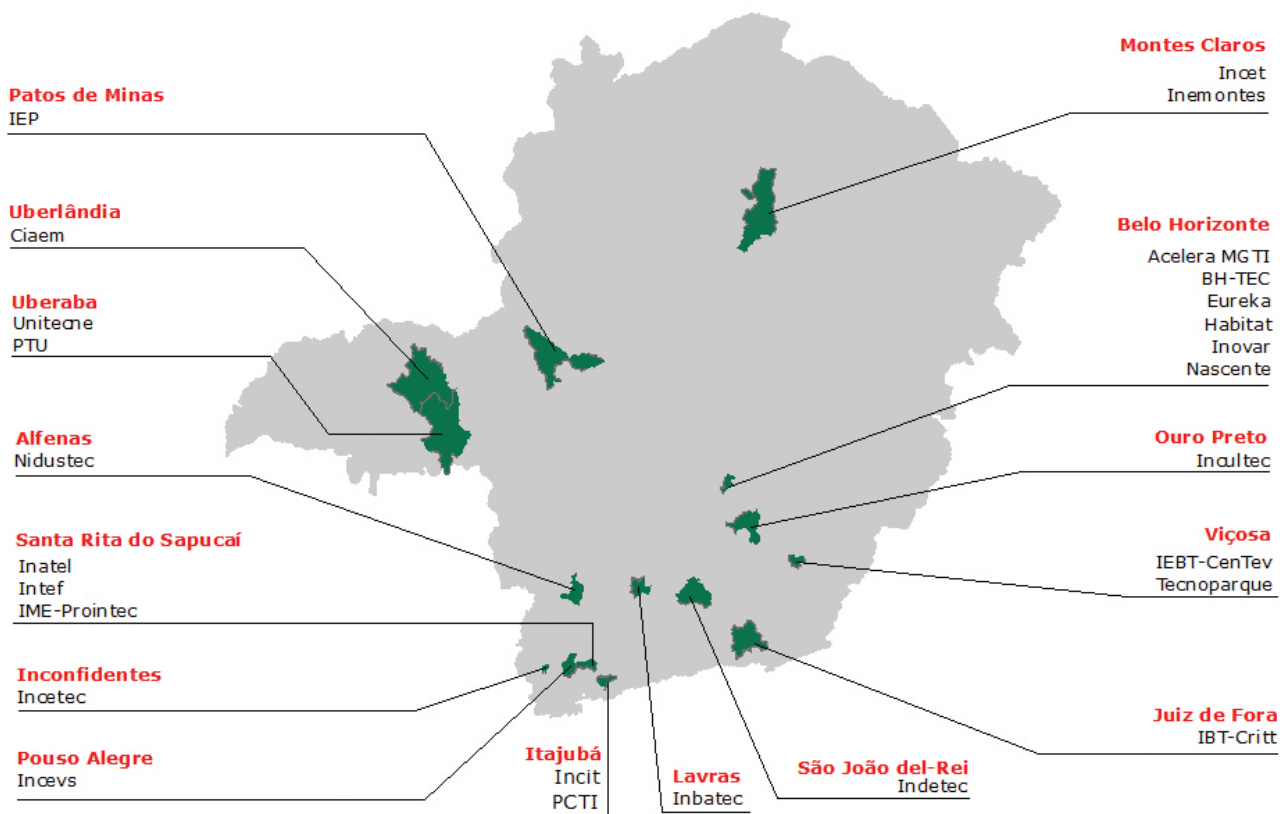 Patos de Minas
IEP
Uberlândia
Ciaem
Uberaba
Unitecne
PTU
Alfenas
Nidustec
Santa Rita do Sapucaí
Inatel
Intef
IME-Prointec
Inconfidentes
Incetec
Pouso Alegre
Incevs
Itajubá
Incit
PCTI
Lavras
Inbatec
São João del-Rei
Indetec
Juiz de Fora
IBT-Critt
Viçosa
IEBT-CenTev
Tecnoparque
Ouro Preto
Incultec
Belo Horizonte
Acelera MGTI
BH-TEC
Eureka
Habitat
Inovar
Nascente
Montes Claros
Incet
Inemontes